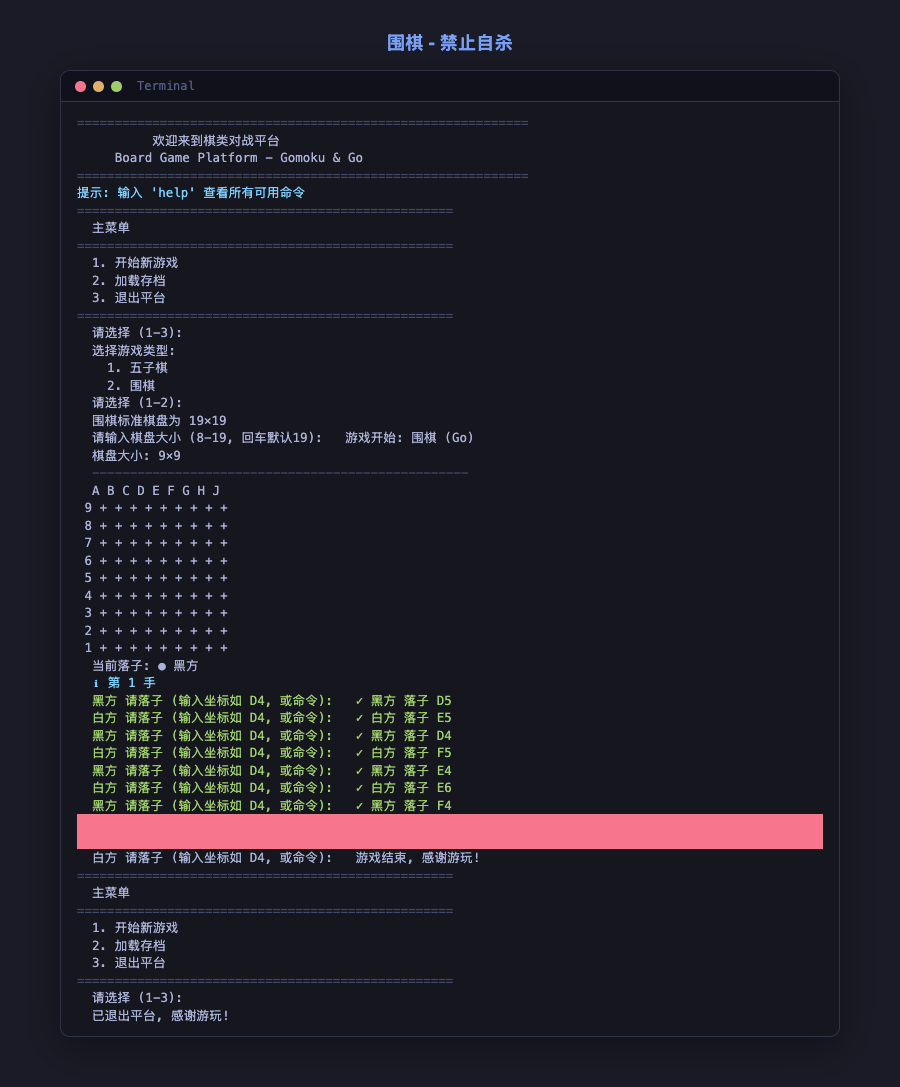 围棋 - 禁止自杀
Terminal
============================================================
欢迎来到棋类对战平台
Board Game Platform - Gomoku & Go
============================================================
提示: 输入 'help' 查看所有可用命令
==================================================
主菜单
==================================================
1. 开始新游戏
2. 加载存档
3. 退出平台
==================================================
请选择 (1-3):
选择游戏类型:
1. 五子棋
2. 围棋
请选择 (1-2):
围棋标准棋盘为 19×19
请输入棋盘大小 (8-19, 回车默认19):   游戏开始: 围棋 (Go)
棋盘大小: 9×9
──────────────────────────────────────────────────
A B C D E F G H J
9 + + + + + + + + +
8 + + + + + + + + +
7 + + + + + + + + +
6 + + + + + + + + +
5 + + + + + + + + +
4 + + + + + + + + +
3 + + + + + + + + +
2 + + + + + + + + +
1 + + + + + + + + +
当前落子: ● 黑方
ℹ 第 1 手
黑方 请落子 (输入坐标如 D4, 或命令):   ✓ 黑方 落子 D5
白方 请落子 (输入坐标如 D4, 或命令):   ✓ 白方 落子 E5
黑方 请落子 (输入坐标如 D4, 或命令):   ✓ 黑方 落子 D4
白方 请落子 (输入坐标如 D4, 或命令):   ✓ 白方 落子 F5
黑方 请落子 (输入坐标如 D4, 或命令):   ✓ 黑方 落子 E4
白方 请落子 (输入坐标如 D4, 或命令):   ✓ 白方 落子 E6
黑方 请落子 (输入坐标如 D4, 或命令):   ✓ 黑方 落子 F4
白方 请落子 (输入坐标如 D4, 或命令):   游戏结束, 感谢游玩!
==================================================
主菜单
==================================================
1. 开始新游戏
2. 加载存档
3. 退出平台
==================================================
请选择 (1-3):
已退出平台, 感谢游玩!